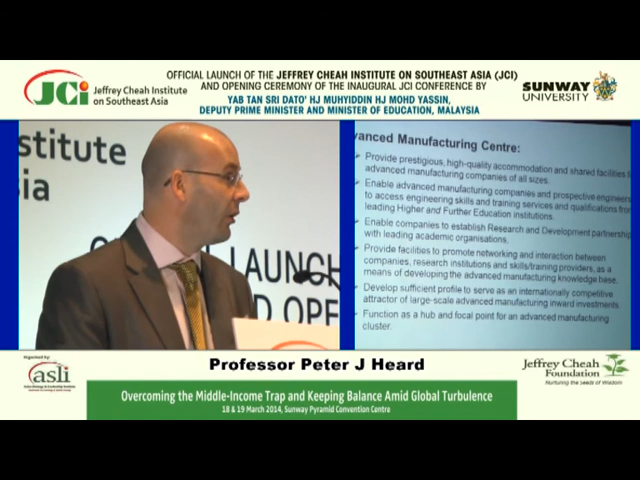 JCi
Jeffrey Cheah Institute
on Southeast Asia
OFFICIAL LAUNCH OF THE JEFFREY CHEAH INSTITUTE ON SOUTHEAST ASIA (JCI)
AND OPENING CEREMONY OF THE INAUGURAL JCI CONFERENCE BY
YAB TAN SRI DATO' HJ MUHYIDDIN HJ MOHD YASSIN,
DEPUTY PRIME MINISTER AND MINISTER OF EDUCATION, MALAYSIA
SUNWAY
UNIVERSITY
stitute
ia
LAUNCH
OPE
vanced Manufacturing Centre:
Provide prestigious, high-quality accommodation and shared facilities
advanced manufacturing companies of all sizes.
Enable advanced manufacturing companies and prospective engineers
to access engineering skills and training services and qualifications from
leading Higher and Further Education institutions.
Enable companies to establish Research and Development partnership
with leading academic organisations.
Provide facilities to promote networking and interaction between
companies, research institutions and skills/training providers, as a
means of developing the advanced manufacturing knowledge base.
Develop sufficient profile to serve as an internationally competitive
attractor of large-scale advanced manufacturing inward investments.
Function as a hub and focal point for an advanced manufacturing
cluster.
Professor Peter J Heard
Organised by:
asli
Overcoming the Middle-Income Trap and Keeping Balance Amid Global Turbulence
18 & 19 March 2014, Sunway Pyramid Convention Centre
Jeffrey Cheah
Foundation
Nurturing the Seeds of Wisdom